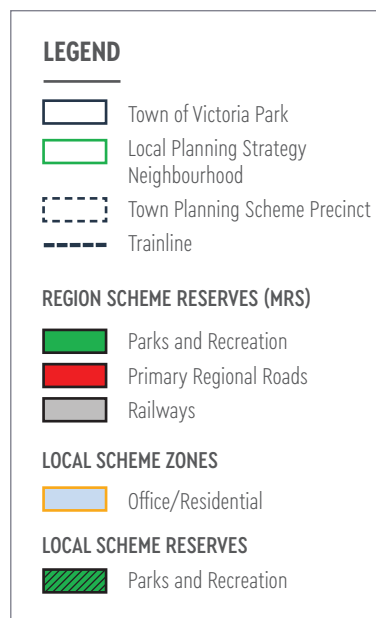 LEGEND
Town of Victoria Park
Local Planning Strategy
Neighbourhood
Town Planning Scheme Precinct
Trainline
REGION SCHEME RESERVES (MRS)
Parks and Recreation
Primary Regional Roads
Railways
LOCAL SCHEME ZONES
Office/Residential
LOCAL SCHEME RESERVES
Parks and Recreation